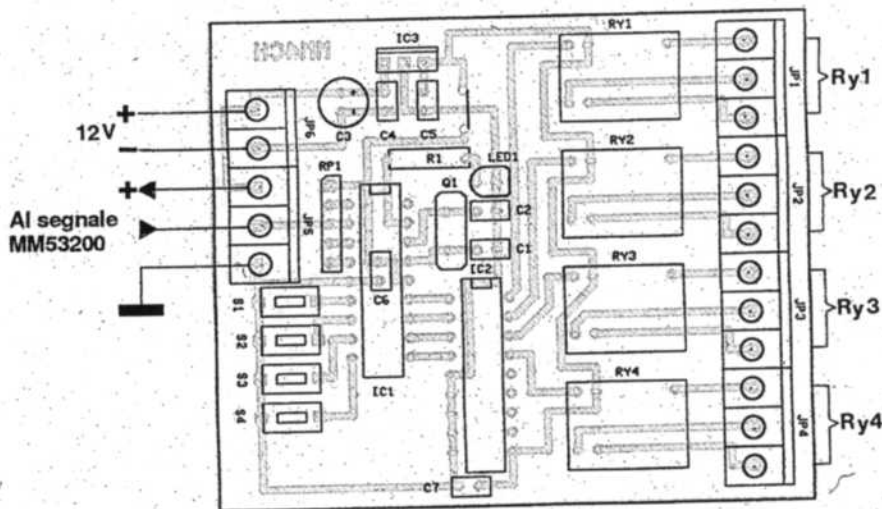 IC3
RY1
JP1
Ry1
+
12V
−
JP6
C3
C4
C5
RP1
R1
LED1
RY2
JP2
Ry2
+
Al segnale
MM53200
JP5
Q1
C2
C1
IC2
RY3
JP3
Ry3
C6
S1
S2
S3
S4
IC1
RY4
JP4
Ry4
C7